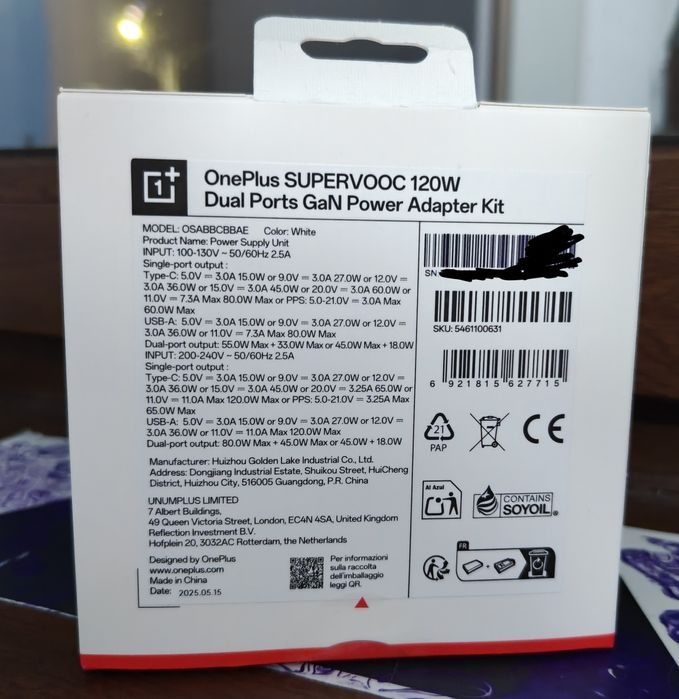 OnePlus SUPERVOOC 120W
Dual Ports GaN Power Adapter Kit
MODEL: OSABBCBBAE Color: White
Product Name: Power Supply Unit
INPUT: 100-130V ~ 50/60Hz 2.5A
Single-port output :
Type-C: 5.0V ⎓ 3.0A 15.0W or 9.0V ⎓ 3.0A 27.0W or 12.0V ⎓
3.0A 36.0W or 15.0V ⎓ 3.0A 45.0W or 20.0V ⎓ 3.0A 60.0W or
11.0V ⎓ 7.3A Max 80.0W Max or PPS: 5.0-21.0V ⎓ 3.0A Max
60.0W Max
USB-A: 5.0V ⎓ 3.0A 15.0W or 9.0V ⎓ 3.0A 27.0W or 12.0V ⎓
3.0A 36.0W or 11.0V ⎓ 7.3A Max 80.0W Max
Dual-port output: 55.0W Max + 33.0W Max or 45.0W Max + 18.0W
INPUT: 200-240V ~ 50/60Hz 2.5A
Single-port output :
Type-C: 5.0V ⎓ 3.0A 15.0W or 9.0V ⎓ 3.0A 27.0W or 12.0V ⎓
3.0A 36.0W or 15.0V ⎓ 3.0A 45.0W or 20.0V ⎓ 3.25A 65.0W or
11.0V ⎓ 11.0A Max 120.0W Max or PPS: 5.0-21.0V ⎓ 3.25A Max
65.0W Max
USB-A: 5.0V ⎓ 3.0A 15.0W or 9.0V ⎓ 3.0A 27.0W or 12.0V ⎓
3.0A 36.0W or 11.0V ⎓ 11.0A Max 120.0W Max
Dual-port output: 80.0W Max + 45.0W Max or 45.0W + 18.0W
Manufacturer: Huizhou Golden Lake Industrial Co., Ltd.
Address: Dongjiang Industrial Estate, Shuikou Street, HuiCheng
District, Huizhou City, 516005 Guangdong, P.R. China
UNUMPLUS LIMITED
7 Albert Buildings,
49 Queen Victoria Street, London, EC4N 4SA, United Kingdom
Reflection Investment B.V.
Hofplein 20, 3032AC Rotterdam, the Netherlands
Designed by OnePlus
www.oneplus.com
Made in China
Date: 2025.05.15
Per informazioni
sulla raccolta
dell'imballaggio
leggi QR.
SN
SKU: 5461100631
6 921815 627715
21
PAP
CE
Al Azul
CONTAINS
SOYOIL®
FR